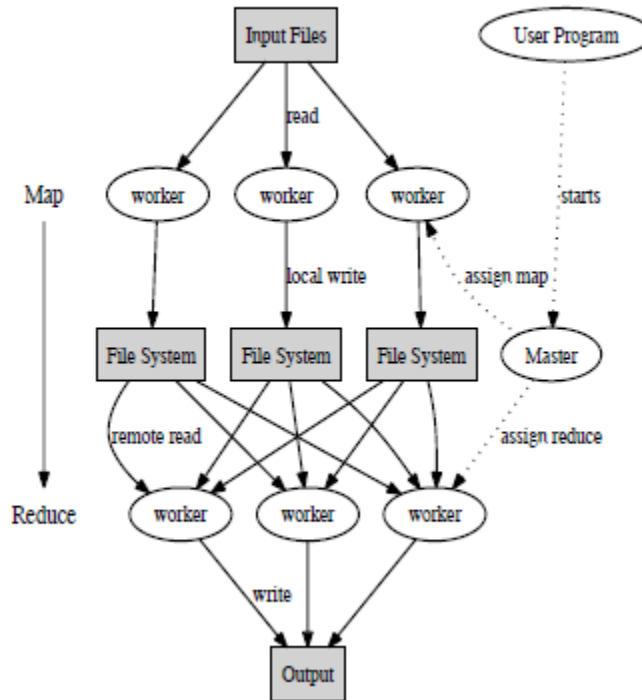 Input Files
User Program
read
Map
worker
worker
worker
starts
local write
assign map
File System
File System
File System
Master
remote read
assign reduce
Reduce
worker
worker
worker
write
Output